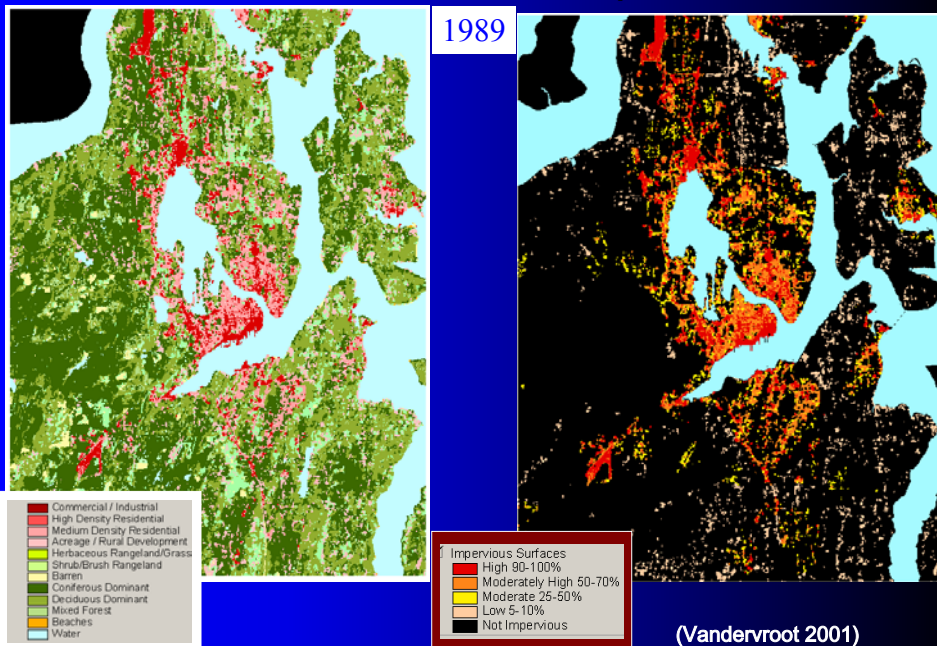 1989
Commercial / Industrial
High Density Residential
Medium Density Residential
Acreage / Rural Development
Herbaceous Rangeland/Grass
Shrub/Brush Rangeland
Barren
Coniferous Dominant
Deciduous Dominant
Mixed Forest
Beaches
Water
Impervious Surfaces
High 90-100%
Moderately High 50-70%
Moderate 25-50%
Low 5-10%
Not Impervious
(Vandervroot 2001)